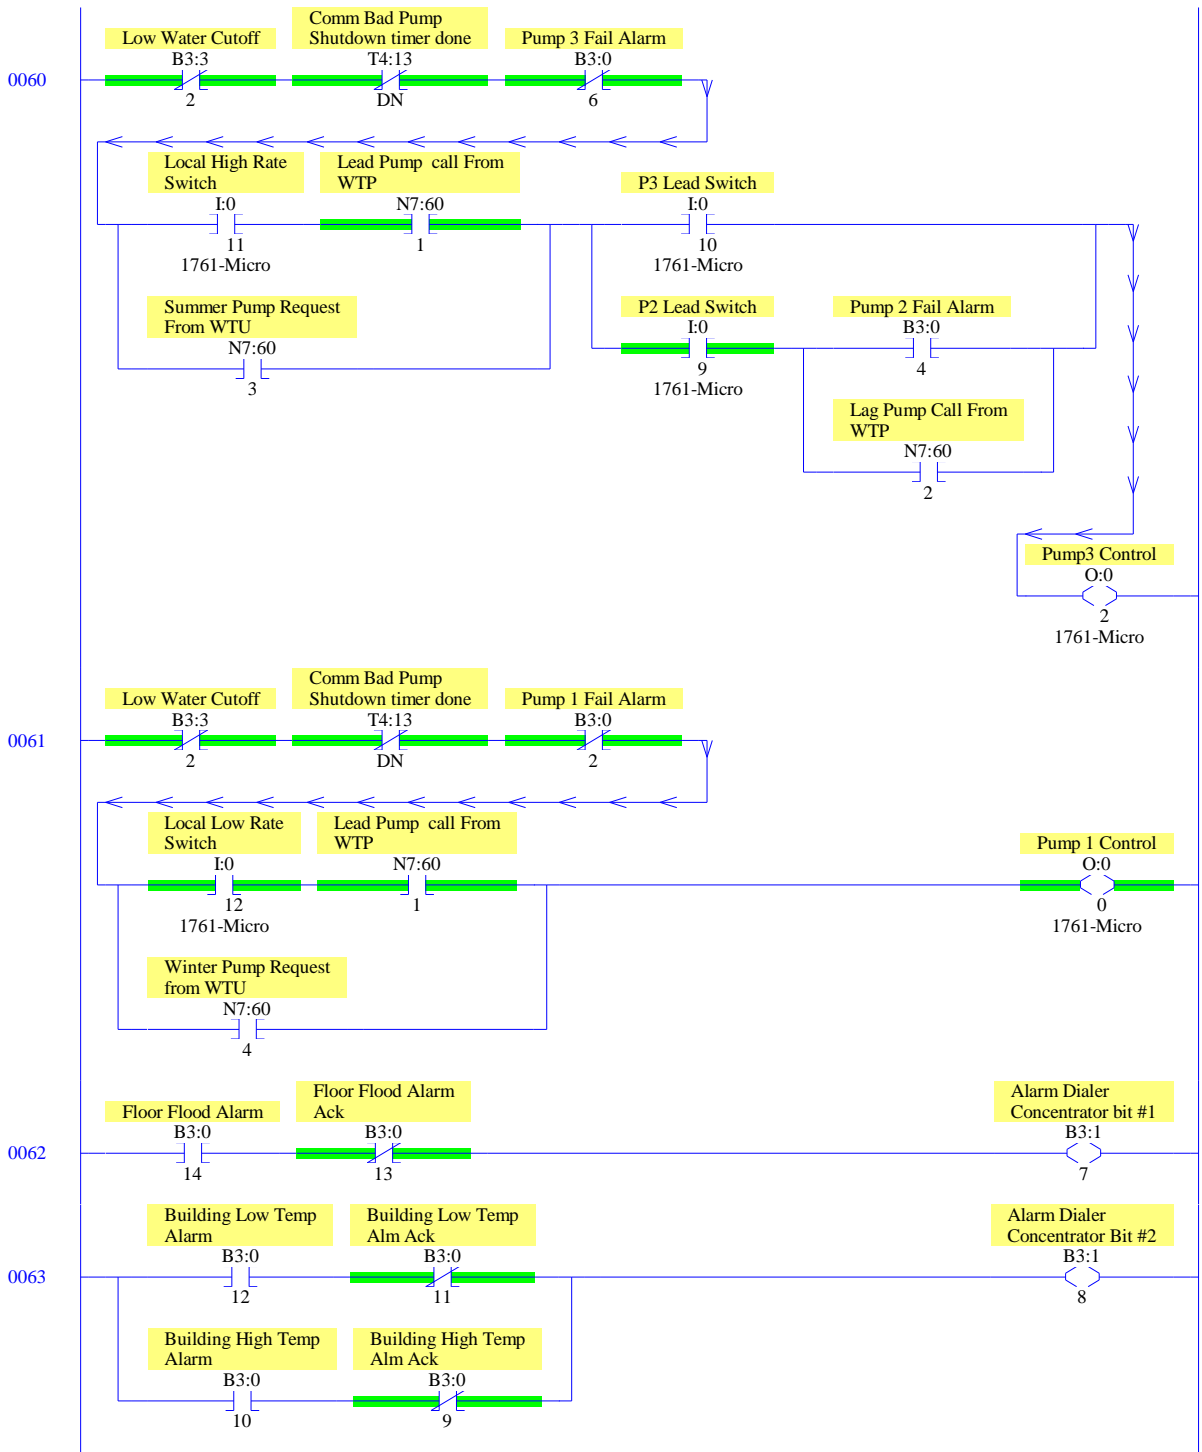 Low Water Cutoff
B3:3
2
Comm Bad Pump
Shutdown timer done
T4:13
DN
Pump 3 Fail Alarm
B3:0
6
0060
Local High Rate
Switch
I:0
11
1761-Micro
Lead Pump call From
WTP
N7:60
1
P3 Lead Switch
I:0
10
1761-Micro
Summer Pump Request
From WTU
N7:60
3
P2 Lead Switch
I:0
9
1761-Micro
Pump 2 Fail Alarm
B3:0
4
Lag Pump Call From
WTP
N7:60
2
Pump3 Control
O:0
2
1761-Micro
Low Water Cutoff
B3:3
2
Comm Bad Pump
Shutdown timer done
T4:13
DN
Pump 1 Fail Alarm
B3:0
2
0061
Local Low Rate
Switch
I:0
12
1761-Micro
Lead Pump call From
WTP
N7:60
1
Pump 1 Control
O:0
0
1761-Micro
Winter Pump Request
from WTU
N7:60
4
Floor Flood Alarm
B3:0
14
Floor Flood Alarm
Ack
B3:0
13
Alarm Dialer
Concentrator bit #1
B3:1
7
0062
Building Low Temp
Alarm
B3:0
12
Building Low Temp
Alm Ack
B3:0
11
Alarm Dialer
Concentrator Bit #2
B3:1
8
0063
Building High Temp
Alarm
B3:0
10
Building High Temp
Alm Ack
B3:0
9